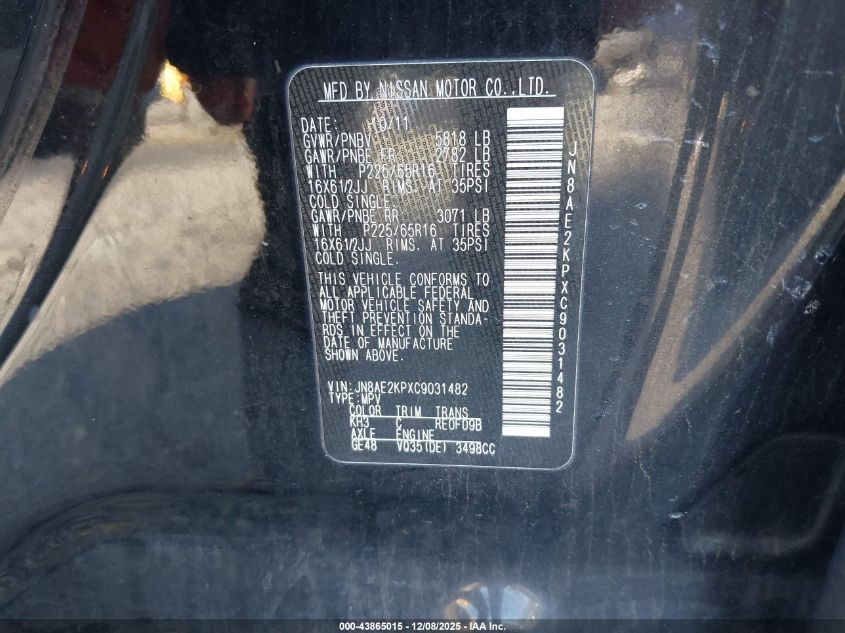 MFD BY NISSAN MOTOR CO.,LTD.
DATE: 10/11
GVWR/PNBV 5818 LB
GAWR/PNBE FR 2782 LB
WITH P225/65R16 TIRES
16X61/2JJ RIMS. AT 35PSI
COLD SINGLE.
GAWR/PNBE RR 3071 LB
WITH P225/65R16 TIRES
16X61/2JJ RIMS. AT 35PSI
COLD SINGLE.
THIS VEHICLE CONFORMS TO
ALL APPLICABLE FEDERAL
MOTOR VEHICLE SAFETY AND
THEFT PREVENTION STANDA-
RDS IN EFFECT ON THE
DATE OF MANUFACTURE
SHOWN ABOVE.
VIN: JN8AE2KPXC9031482
TYPE: MPV
COLOR TRIM TRANS
KH3 C RE0F09B
AXLE ENGINE
GE48 VQ35(DE) 3498CC
JN8AE2KPXC9031482
000-43865015 - 12/08/2025 - IAA Inc.